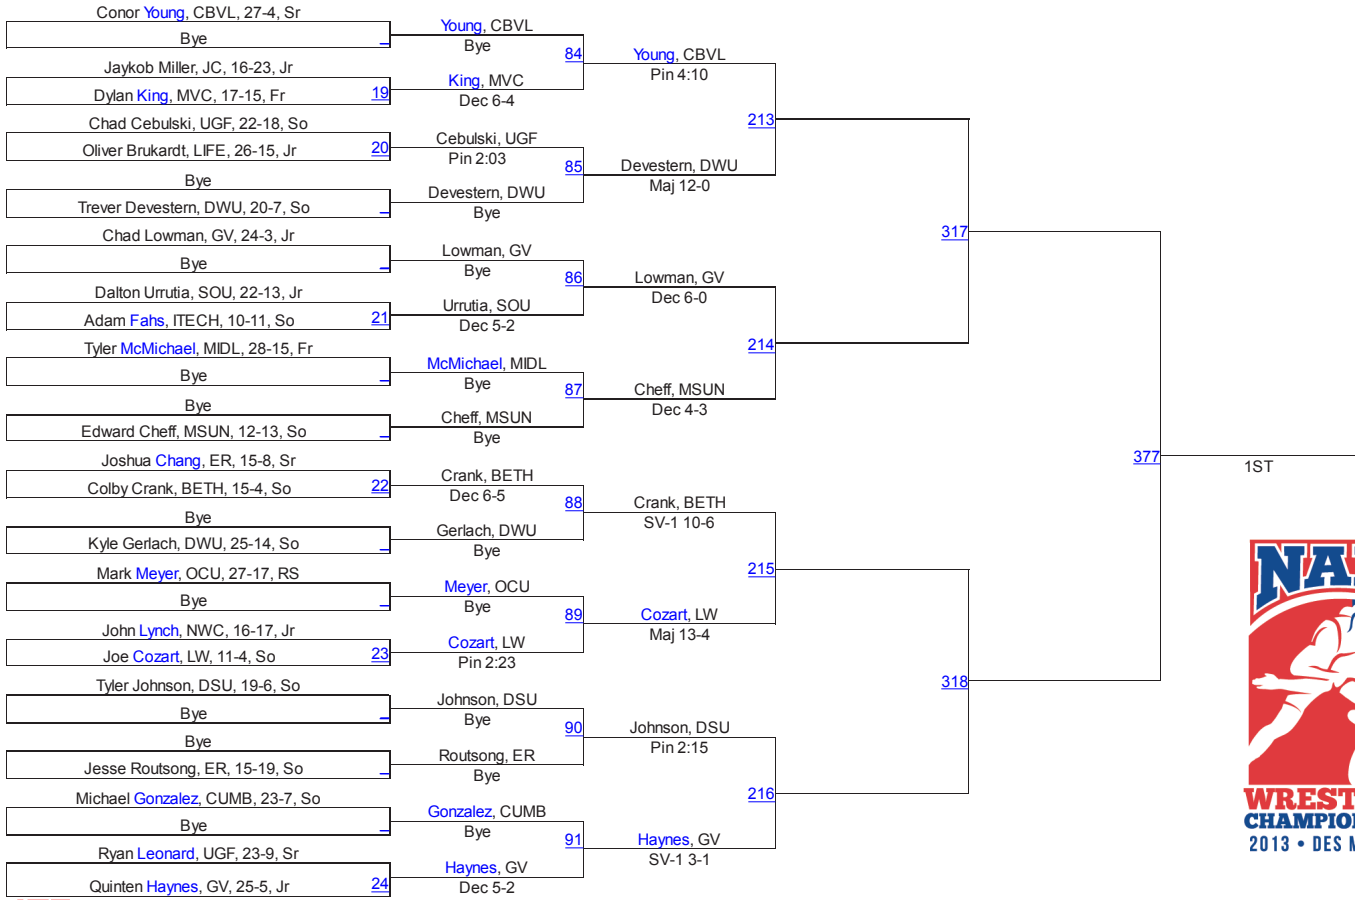 Conor Young, CBVL, 27-4, Sr
Bye
Jaykob Miller, JC, 16-23, Jr
Dylan King, MVC, 17-15, Fr
19
Chad Cebulski, UGF, 22-18, So
Oliver Brukardt, LIFE, 26-15, Jr
20
Bye
Trever Devestern, DWU, 20-7, So
Chad Lowman, GV, 24-3, Jr
Bye
Dalton Urrutia, SOU, 22-13, Jr
Adam Fahs, ITECH, 10-11, So
21
Tyler McMichael, MIDL, 28-15, Fr
Bye
Bye
Edward Cheff, MSUN, 12-13, So
Joshua Chang, ER, 15-8, Sr
Colby Crank, BETH, 15-4, So
22
Bye
Kyle Gerlach, DWU, 25-14, So
Mark Meyer, OCU, 27-17, RS
Bye
John Lynch, NWC, 16-17, Jr
Joe Cozart, LW, 11-4, So
23
Tyler Johnson, DSU, 19-6, So
Bye
Bye
Jesse Routsong, ER, 15-19, So
Michael Gonzalez, CUMB, 23-7, So
Bye
Ryan Leonard, UGF, 23-9, Sr
Quinten Haynes, GV, 25-5, Jr
24
Young, CBVL
Bye
84
King, MVC
Dec 6-4
Cebulski, UGF
Pin 2:03
85
Devestern, DWU
Bye
Lowman, GV
Bye
86
Urrutia, SOU
Dec 5-2
McMichael, MIDL
Bye
87
Cheff, MSUN
Bye
Crank, BETH
Dec 6-5
88
Gerlach, DWU
Bye
Meyer, OCU
Bye
89
Cozart, LW
Pin 2:23
Johnson, DSU
Bye
90
Routsong, ER
Bye
Gonzalez, CUMB
Bye
91
Haynes, GV
Dec 5-2
Young, CBVL
Pin 4:10
213
Devestern, DWU
Maj 12-0
Lowman, GV
Dec 6-0
214
Cheff, MSUN
Dec 4-3
Crank, BETH
SV-1 10-6
215
Cozart, LW
Maj 13-4
Johnson, DSU
Pin 2:15
216
Haynes, GV
SV-1 3-1
317
318
377
1ST
NA
WREST
CHAMPIO
2013 • DES M